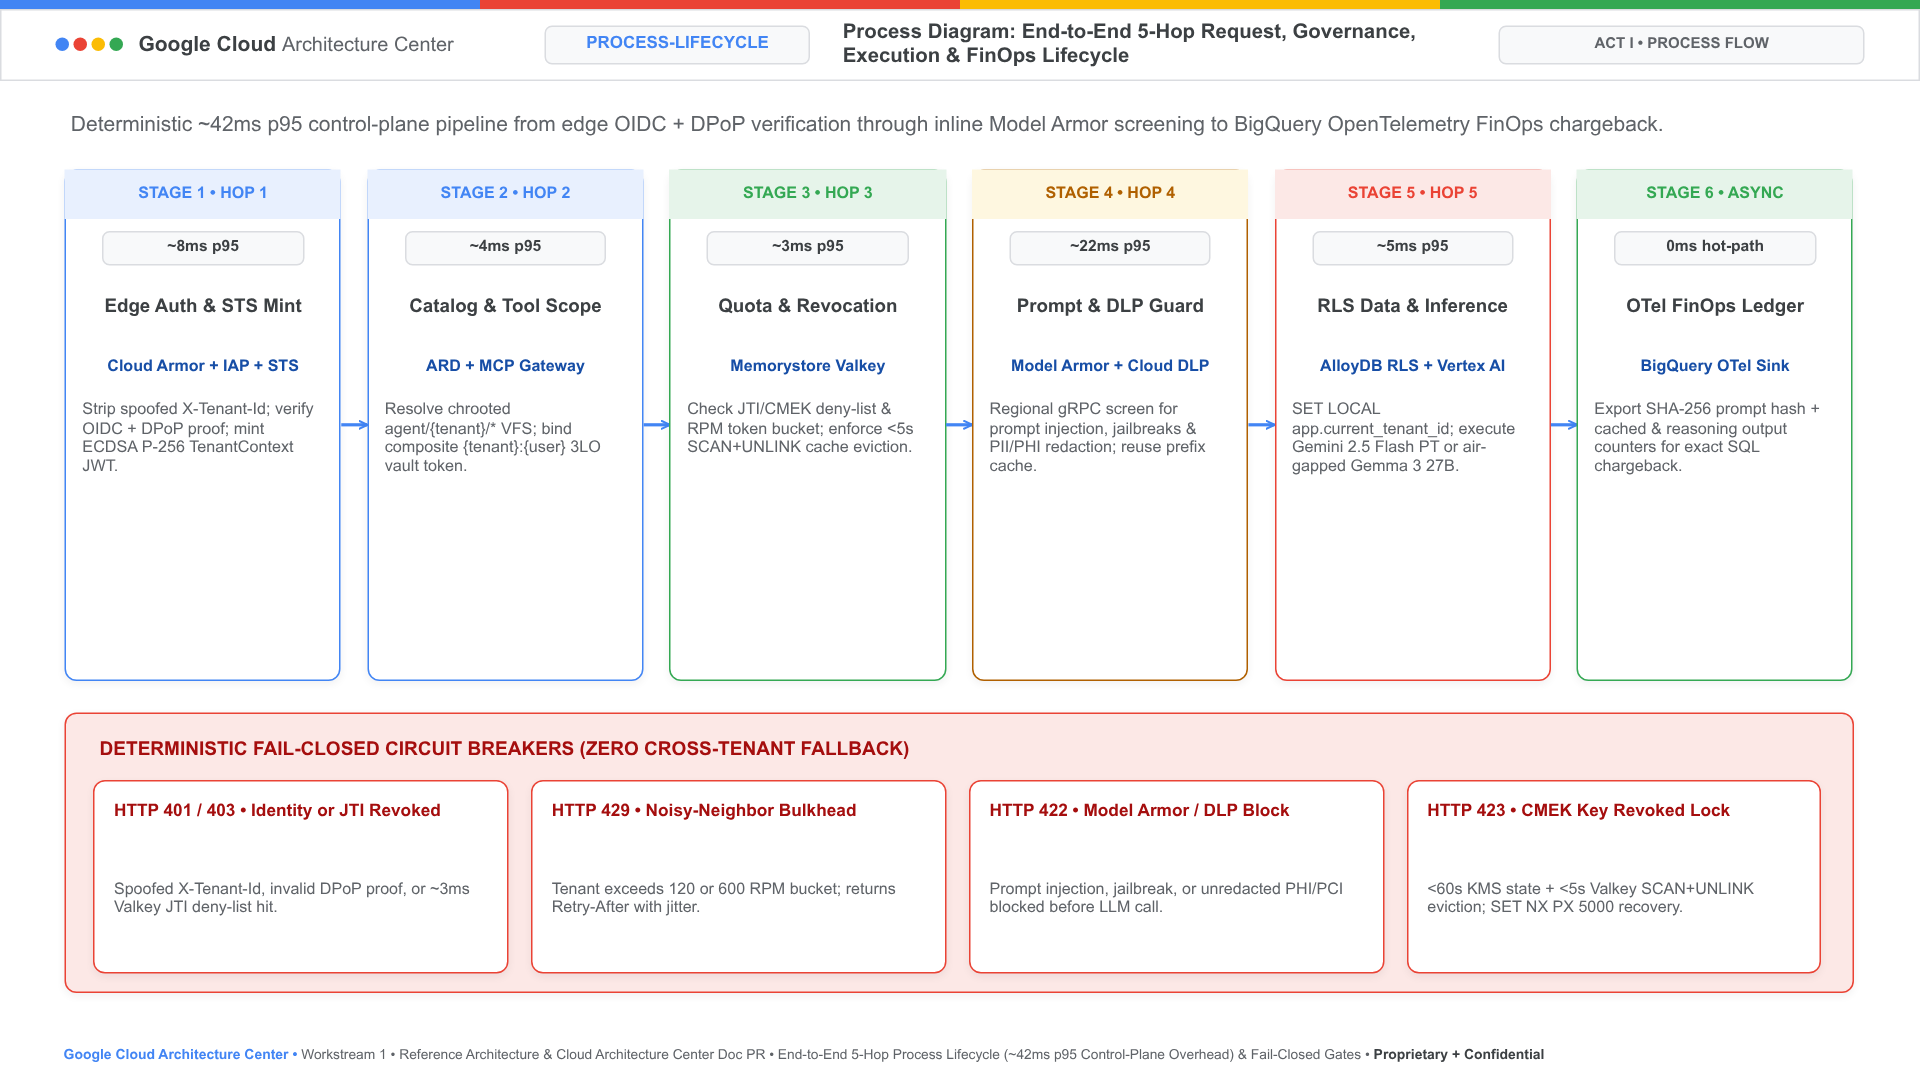 Google Cloud Architecture Center
PROCESS-LIFECYCLE
Process Diagram: End-to-End 5-Hop Request, Governance,
Execution & FinOps Lifecycle
ACT I • PROCESS FLOW
Deterministic ~42ms p95 control-plane pipeline from edge OIDC + DPoP verification through inline Model Armor screening to BigQuery OpenTelemetry FinOps chargeback.
STAGE 1 • HOP 1
~8ms p95
Edge Auth & STS Mint
Cloud Armor + IAP + STS
Strip spoofed X-Tenant-Id; verify
OIDC + DPoP proof; mint
ECDSA P-256 TenantContext
JWT.
STAGE 2 • HOP 2
~4ms p95
Catalog & Tool Scope
ARD + MCP Gateway
Resolve chrooted
agent/{tenant}/* VFS; bind
composite {tenant}:{user} 3LO
vault token.
STAGE 3 • HOP 3
~3ms p95
Quota & Revocation
Memorystore Valkey
Check JTI/CMEK deny-list &
RPM token bucket; enforce <5s
SCAN+UNLINK cache eviction.
STAGE 4 • HOP 4
~22ms p95
Prompt & DLP Guard
Model Armor + Cloud DLP
Regional gRPC screen for
prompt injection, jailbreaks &
PII/PHI redaction; reuse prefix
cache.
STAGE 5 • HOP 5
~5ms p95
RLS Data & Inference
AlloyDB RLS + Vertex AI
SET LOCAL
app.current_tenant_id; execute
Gemini 2.5 Flash PT or air-
gapped Gemma 3 27B.
STAGE 6 • ASYNC
0ms hot-path
OTel FinOps Ledger
BigQuery OTel Sink
Export SHA-256 prompt hash +
cached & reasoning output
counters for exact SQL
chargeback.
DETERMINISTIC FAIL-CLOSED CIRCUIT BREAKERS (ZERO CROSS-TENANT FALLBACK)
HTTP 401 / 403 • Identity or JTI Revoked
Spoofed X-Tenant-Id, invalid DPoP proof, or ~3ms
Valkey JTI deny-list hit.
HTTP 429 • Noisy-Neighbor Bulkhead
Tenant exceeds 120 or 600 RPM bucket; returns
Retry-After with jitter.
HTTP 422 • Model Armor / DLP Block
Prompt injection, jailbreak, or unredacted PHI/PCI
blocked before LLM call.
HTTP 423 • CMEK Key Revoked Lock
<60s KMS state + <5s Valkey SCAN+UNLINK
eviction; SET NX PX 5000 recovery.
Google Cloud Architecture Center • Workstream 1 • Reference Architecture & Cloud Architecture Center Doc PR • End-to-End 5-Hop Process Lifecycle (~42ms p95 Control-Plane Overhead) & Fail-Closed Gates • Proprietary + Confidential